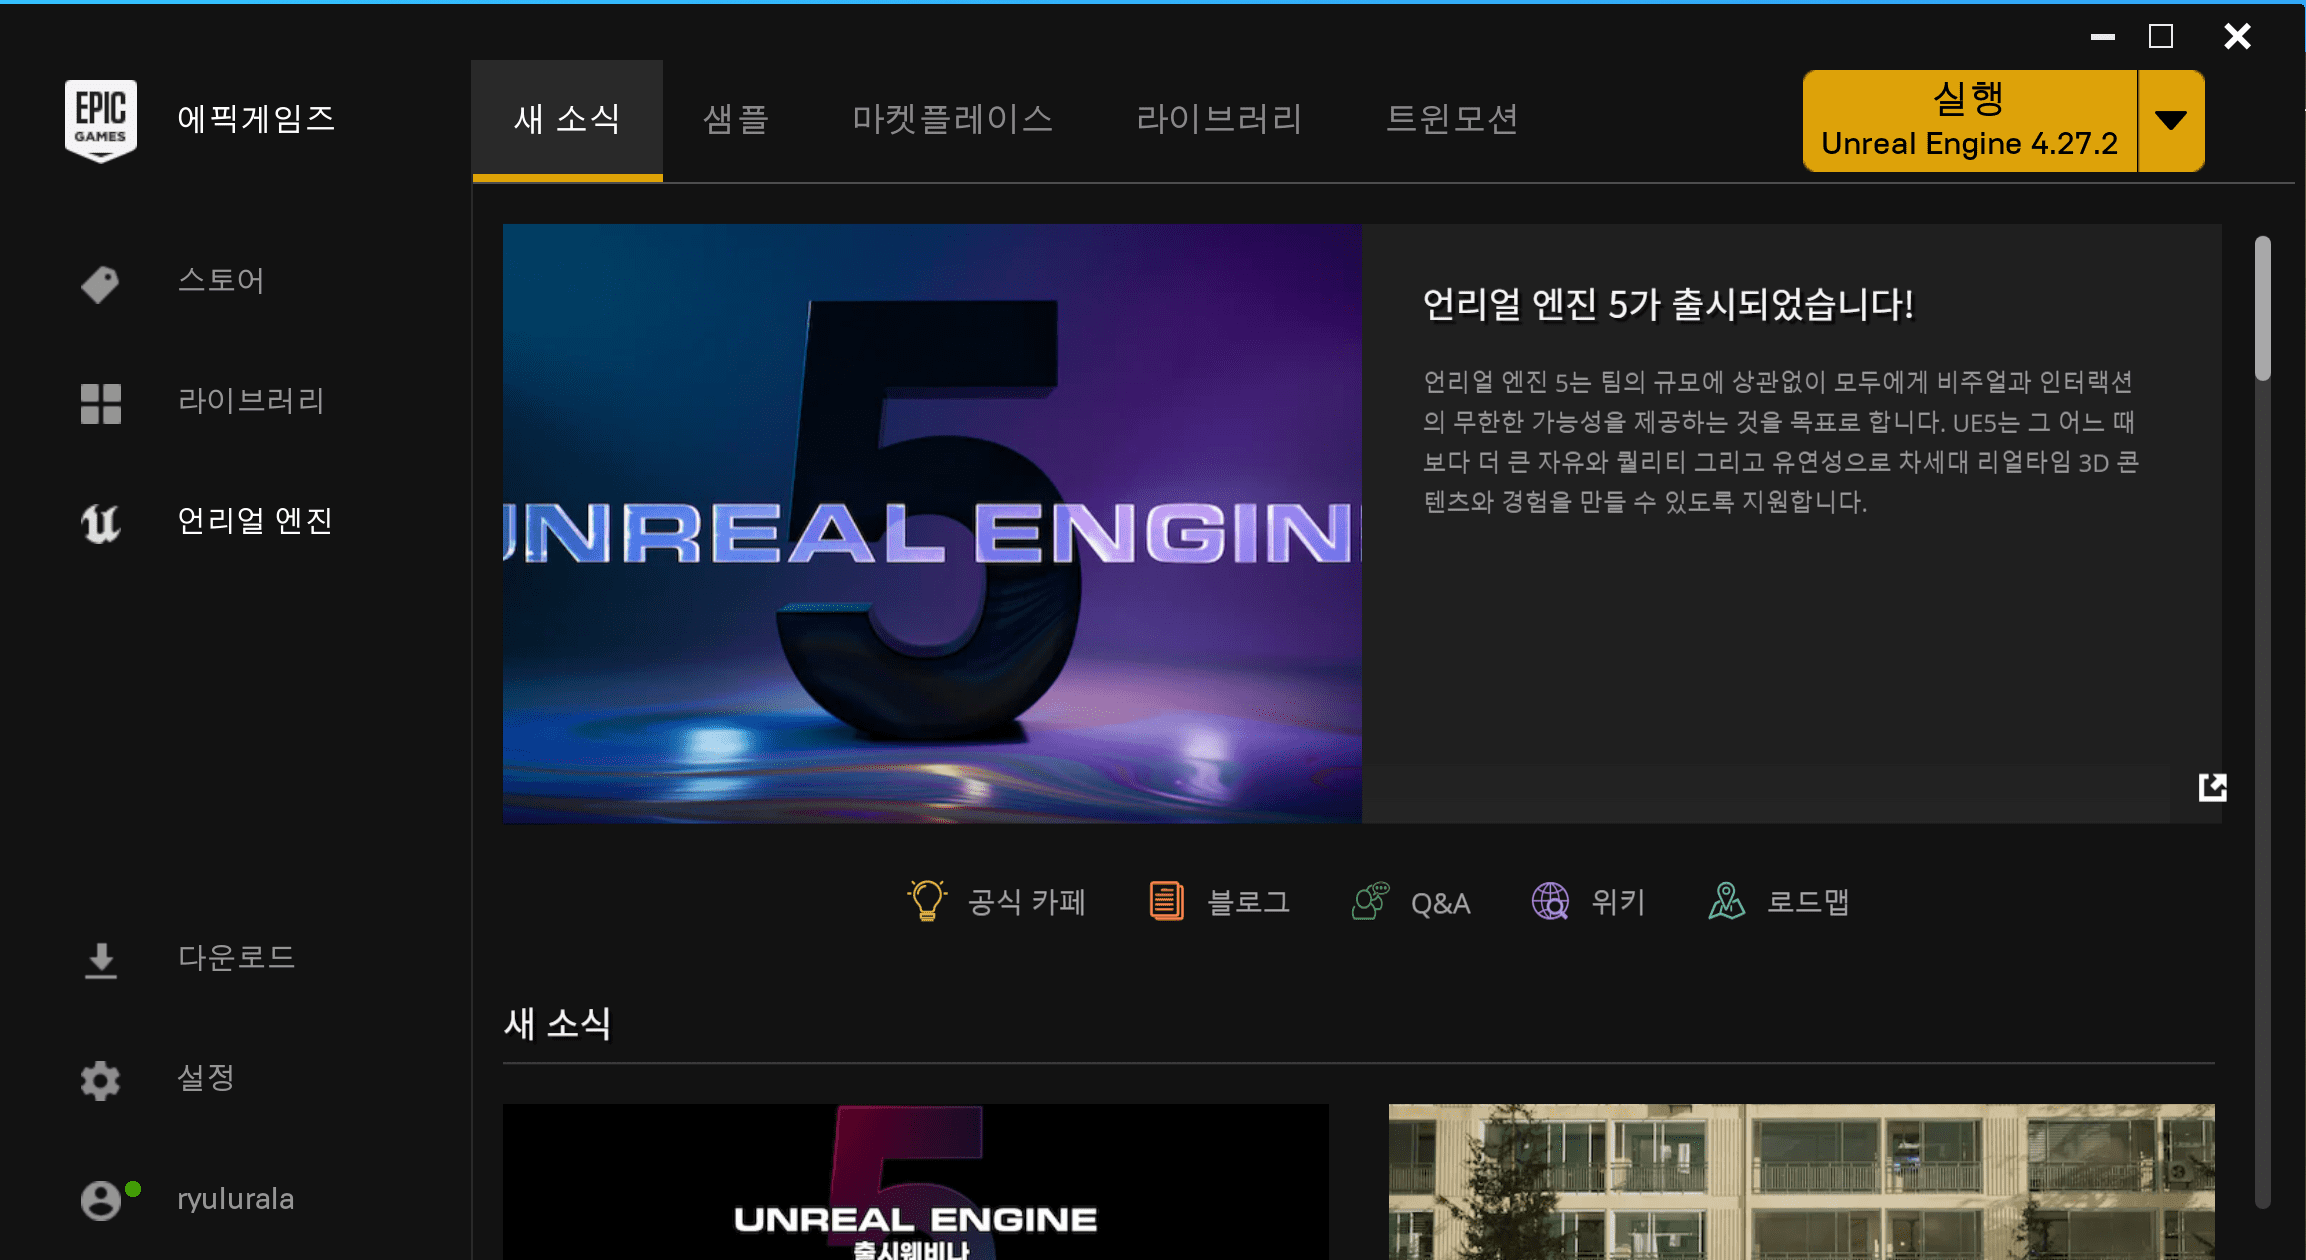 EPIC GAMES
에픽게임즈
새 소식
샘플
마켓플레이스
라이브러리
트윈모션
실행
Unreal Engine 4.27.2
스토어
라이브러리
언리얼 엔진
UNREAL ENGIN
언리얼 엔진 5가 출시되었습니다!
언리얼 엔진 5는 팀의 규모에 상관없이 모두에게 비주얼과 인터랙션
의 무한한 가능성을 제공하는 것을 목표로 합니다. UE5는 그 어느 때
보다 더 큰 자유와 퀄리티 그리고 유연성으로 차세대 리얼타임 3D 콘
텐츠와 경험을 만들 수 있도록 지원합니다.
공식 카페
블로그
Q&A
위키
로드맵
다운로드
설정
ryulurala
새 소식
5
UNREAL ENGINE
출시웨비나